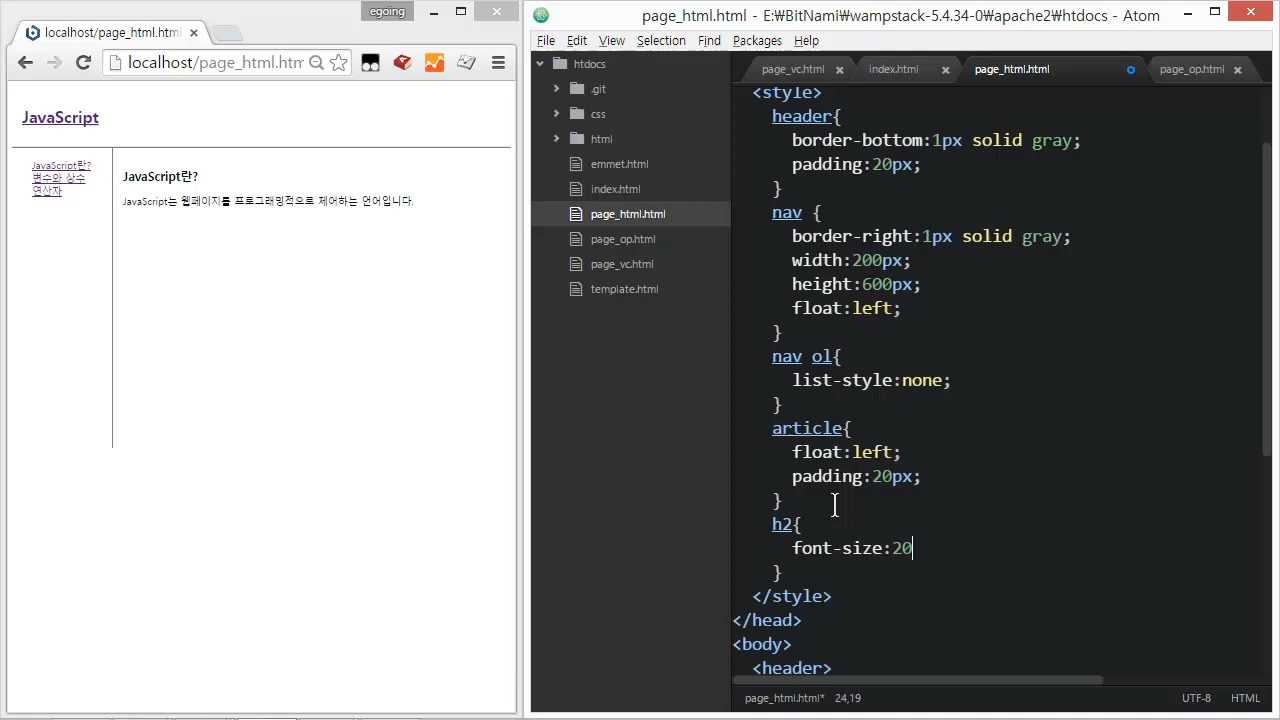 egoing
localhost/page_html.html
localhost/page_html.htm
JavaScript
JavaScript란?
변수와 상수
연산자
JavaScript란?
JavaScript는 웹페이지를 프로그래밍적으로 제어하는 언어입니다.
page_html.html - E:₩BitNami₩wampstack-5.4.34-0₩apache2₩htdocs - Atom
File Edit View Selection Find Packages Help
htdocs
.git
css
html
emmet.html
index.html
page_html.html
page_op.html
page_vc.html
template.html
page_vc.html
index.html
page_html.html
page_op.html
<style>
header{
border-bottom:1px solid gray;
padding:20px;
}
nav {
border-right:1px solid gray;
width:200px;
height:600px;
float:left;
}
nav ol{
list-style:none;
}
article{
float:left;
padding:20px;
}
h2{
font-size:20
}
</style>
</head>
<body>
<header>
page_html.html* 24,19
UTF-8 HTML